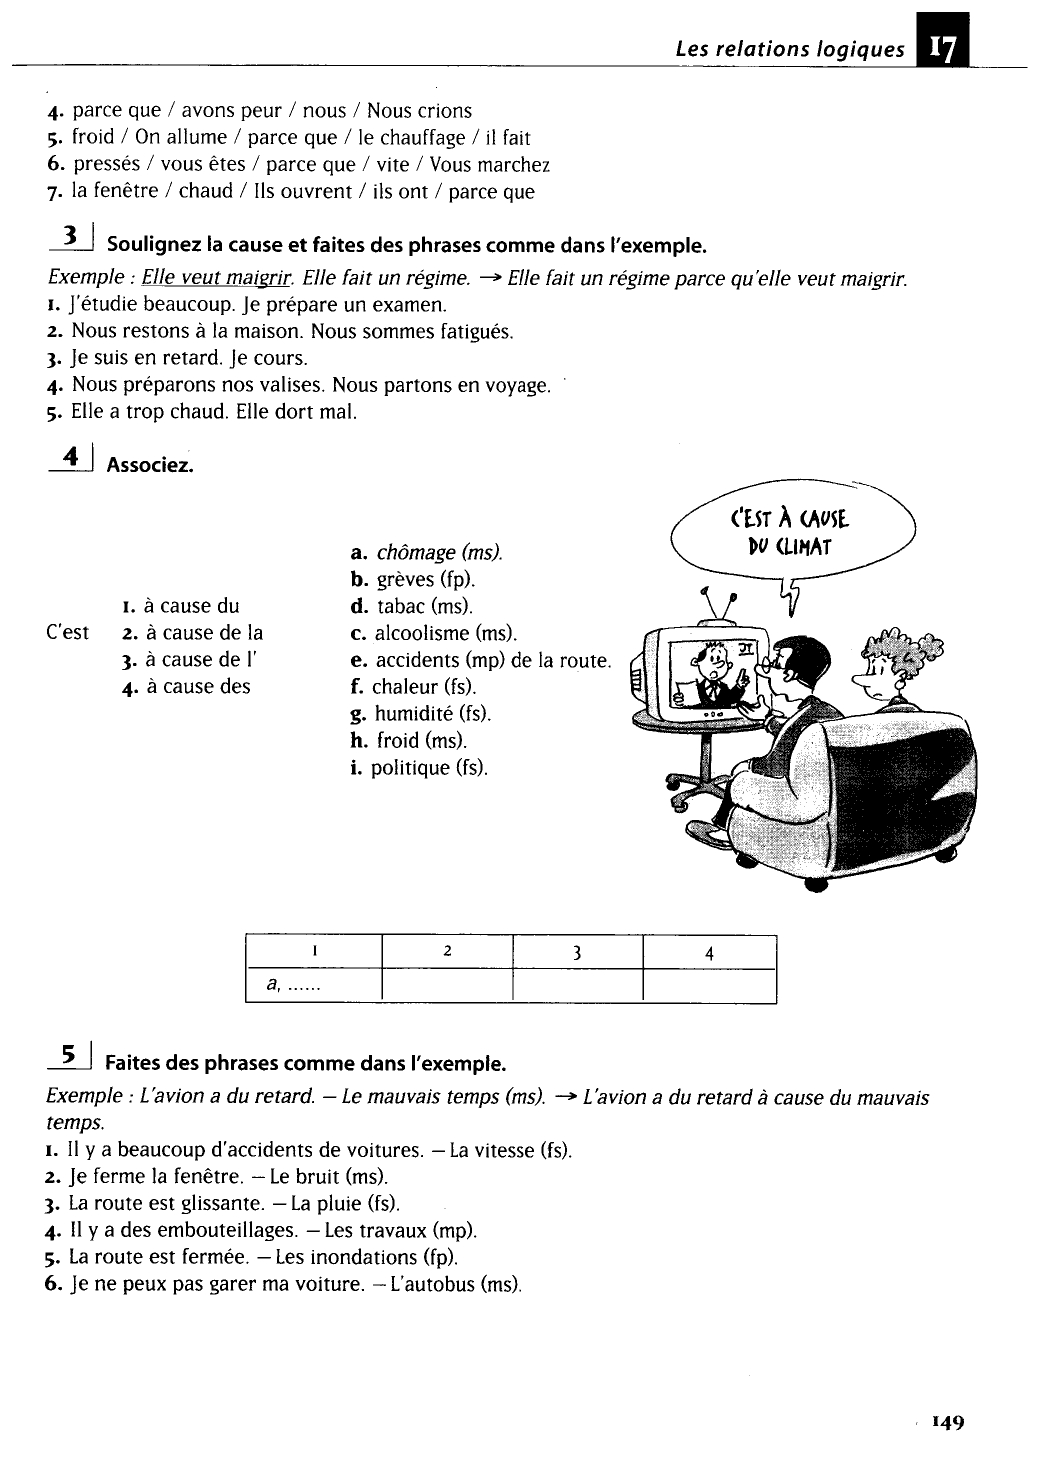 Les relations logiques 17
4. parce que / avons peur / nous / Nous crions
5. froid / On allume / parce que / le chauffage / il fait
6. pressés / vous êtes / parce que / vite / Vous marchez
7. la fenêtre / chaud / Ils ouvrent / ils ont / parce que
3 Soulignez la cause et faites des phrases comme dans l'exemple.
Exemple : Elle veut maigrir. Elle fait un régime. → Elle fait un régime parce qu'elle veut maigrir.
1. J'étudie beaucoup. Je prépare un examen.
2. Nous restons à la maison. Nous sommes fatigués.
3. Je suis en retard. Je cours.
4. Nous préparons nos valises. Nous partons en voyage.
5. Elle a trop chaud. Elle dort mal.
4 Associez.
C'EST À CAUSE
DU CLIMAT
C'est
1. à cause du
2. à cause de la
3. à cause de l'
4. à cause des
a. chômage (ms).
b. grèves (fp).
d. tabac (ms).
c. alcoolisme (ms).
e. accidents (mp) de la route.
f. chaleur (fs).
g. humidité (fs).
h. froid (ms).
i. politique (fs).
1 2 3 4
a, ......
5 Faites des phrases comme dans l'exemple.
Exemple : L'avion a du retard. – Le mauvais temps (ms). → L'avion a du retard à cause du mauvais
temps.
1. Il y a beaucoup d'accidents de voitures. – La vitesse (fs).
2. Je ferme la fenêtre. – Le bruit (ms).
3. La route est glissante. – La pluie (fs).
4. Il y a des embouteillages. – Les travaux (mp).
5. La route est fermée. – Les inondations (fp).
6. Je ne peux pas garer ma voiture. – L'autobus (ms).
149